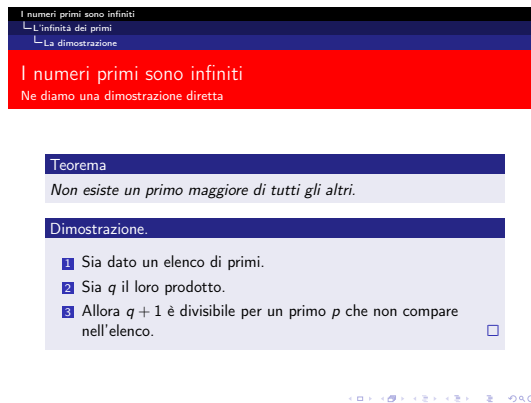 I numeri primi sono infiniti
L'infinità dei primi
La dimostrazione
I numeri primi sono infiniti
Ne diamo una dimostrazione diretta
Teorema
Non esiste un primo maggiore di tutti gli altri.
Dimostrazione.
1 Sia dato un elenco di primi.
2 Sia q il loro prodotto.
3 Allora q + 1 è divisibile per un primo p che non compare
nell'elenco. □